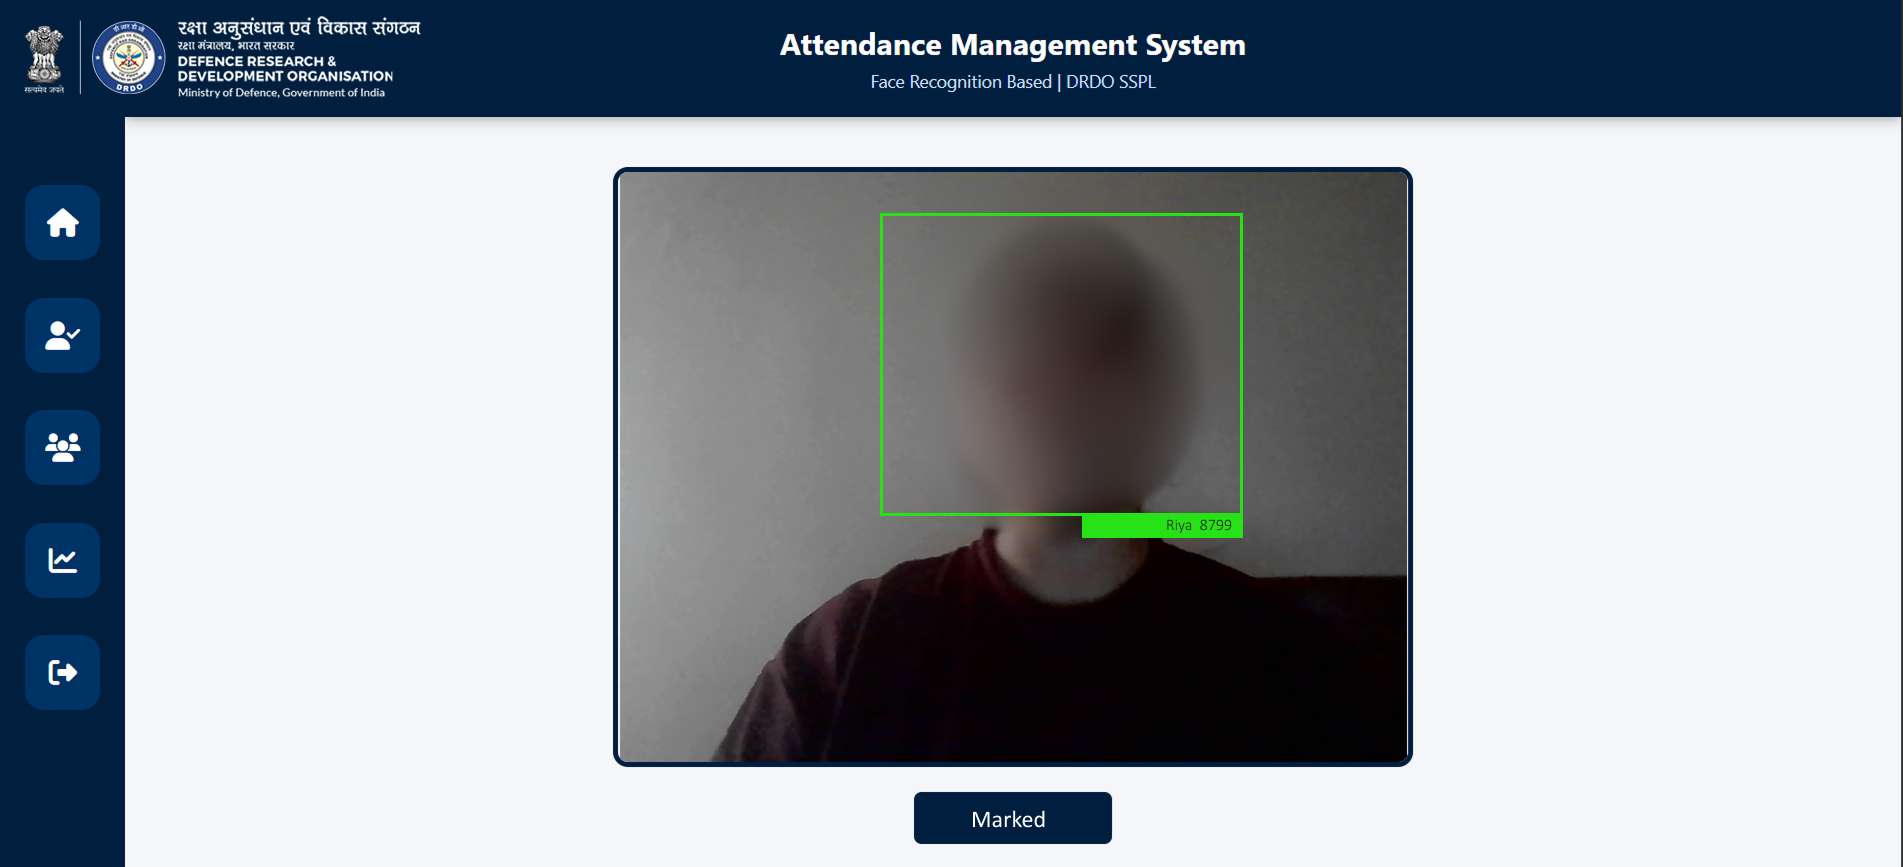 सत्यमेव जयते
DRDO
रक्षा अनुसंधान एवं विकास संगठन
रक्षा मंत्रालय, भारत सरकार
DEFENCE RESEARCH &
DEVELOPMENT ORGANISATION
Ministry of Defence, Government of India
Attendance Management System
Face Recognition Based | DRDO SSPL
Riya 8799
Marked